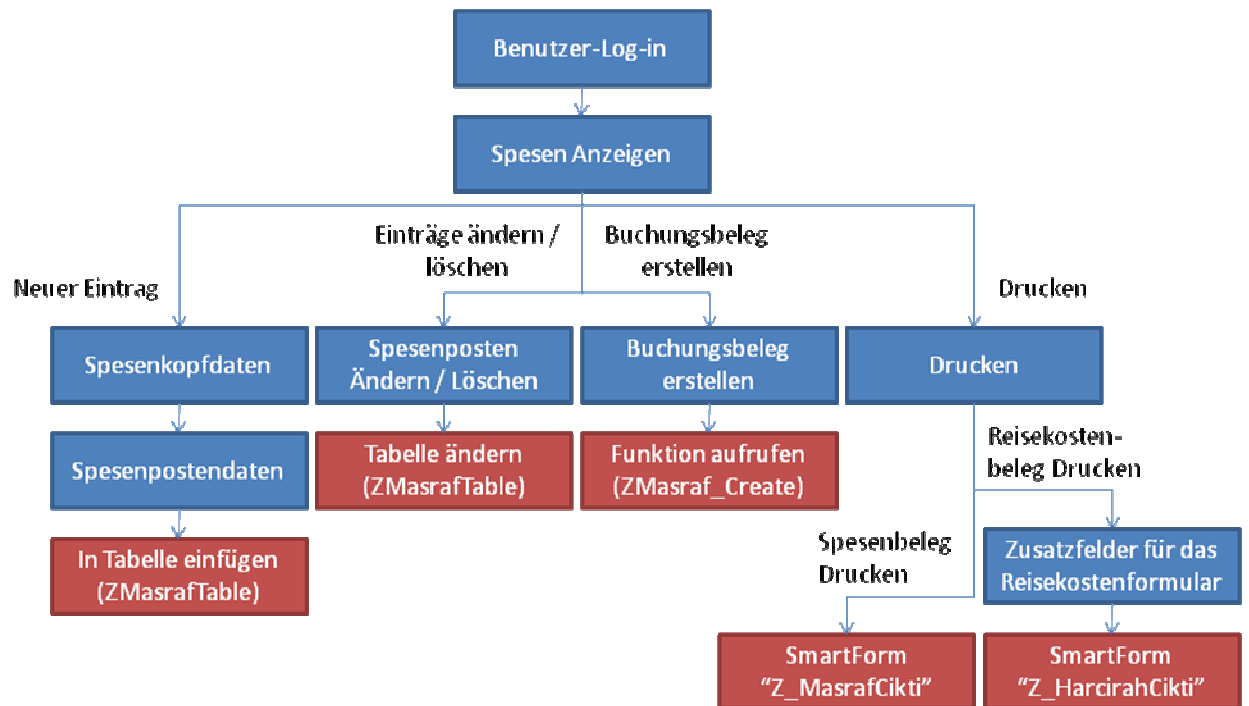 Benutzer-Log-in
Spesen Anzeigen
Einträge ändern /
löschen
Buchungsbeleg
erstellen
Neuer Eintrag
Drucken
Spesenkopfdaten
Spesenposten
Ändern / Löschen
Buchungsbeleg
erstellen
Drucken
Spesenpostendaten
Tabelle ändern
(ZMasrafTable)
Funktion aufrufen
(ZMasraf_Create)
Reisekosten-
beleg Drucken
In Tabelle einfügen
(ZMasrafTable)
Spesenbeleg
Drucken
Zusatzfelder für das
Reisekostenformular
SmartForm
"Z_MasrafCikti"
SmartForm
"Z_HarcirahCikti"